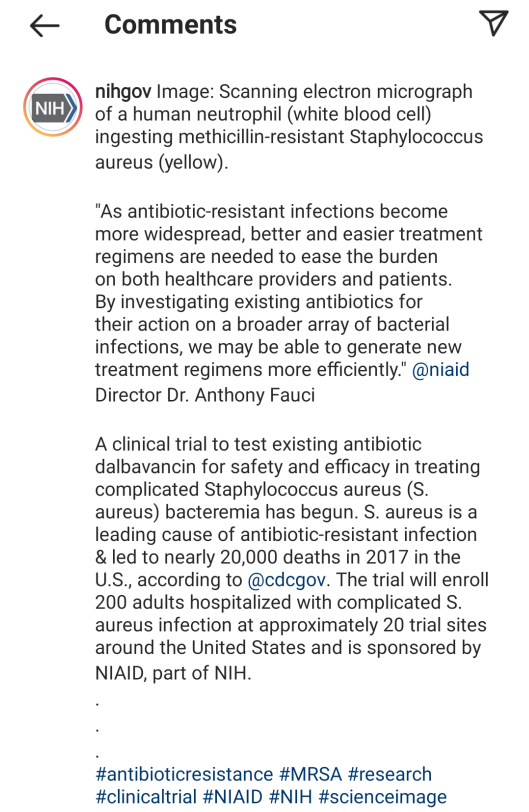 Comments
NIH
nihgov Image: Scanning electron micrograph
of a human neutrophil (white blood cell)
ingesting methicillin-resistant Staphylococcus
aureus (yellow).
"As antibiotic-resistant infections become
more widespread, better and easier treatment
regimens are needed to ease the burden
on both healthcare providers and patients.
By investigating existing antibiotics for
their action on a broader array of bacterial
infections, we may be able to generate new
treatment regimens more efficiently." @niaid
Director Dr. Anthony Fauci
A clinical trial to test existing antibiotic
dalbavancin for safety and efficacy in treating
complicated Staphylococcus aureus (S.
aureus) bacteremia has begun. S. aureus is a
leading cause of antibiotic-resistant infection
& led to nearly 20,000 deaths in 2017 in the
U.S., according to @cdcgov. The trial will enroll
200 adults hospitalized with complicated S.
aureus infection at approximately 20 trial sites
around the United States and is sponsored by
NIAID, part of NIH.
.
.
.
#antibioticresistance #MRSA #research
#clinicaltrial #NIAID #NIH #scienceimage